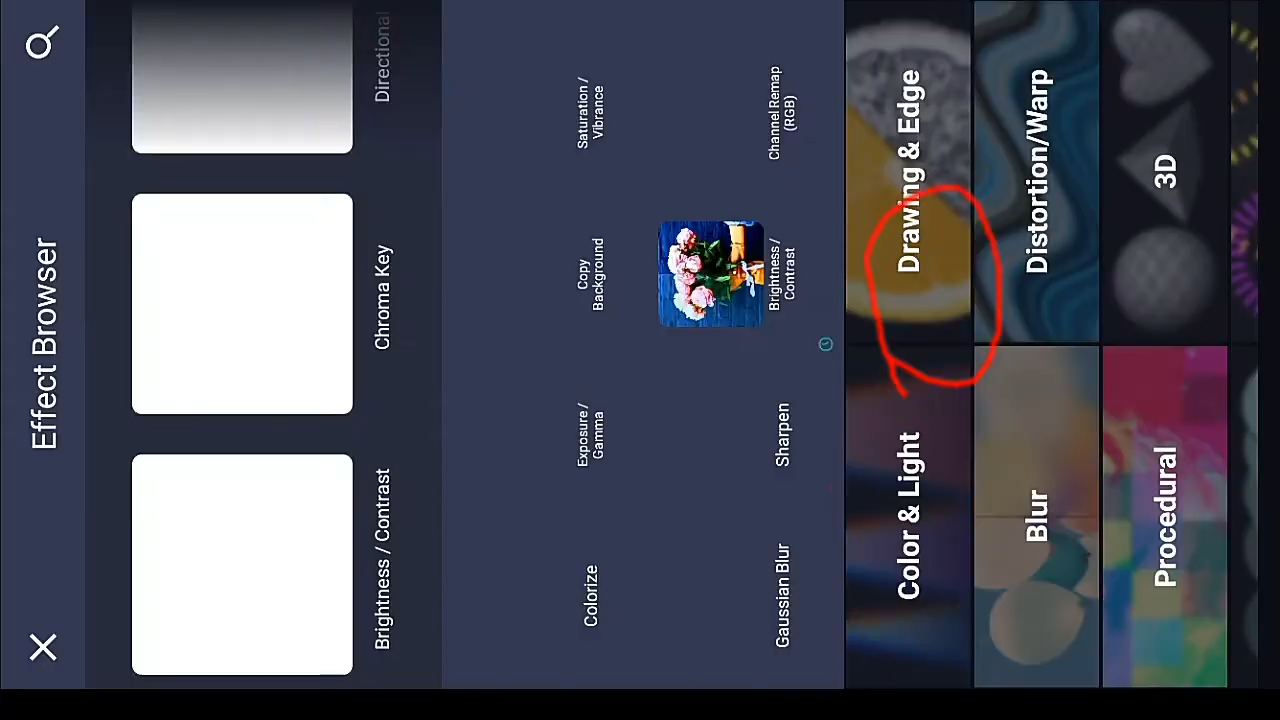 Effect Browser
Brightness / Contrast
Chroma Key
Directional
Colorize
Exposure /
Gamma
Copy
Background
Saturation /
Vibrance
Gaussian Blur
Sharpen
Brightness /
Contrast
Channel Remap
(RGB)
Color & Light
Drawing & Edge
Blur
Distortion/Warp
Procedural
3D